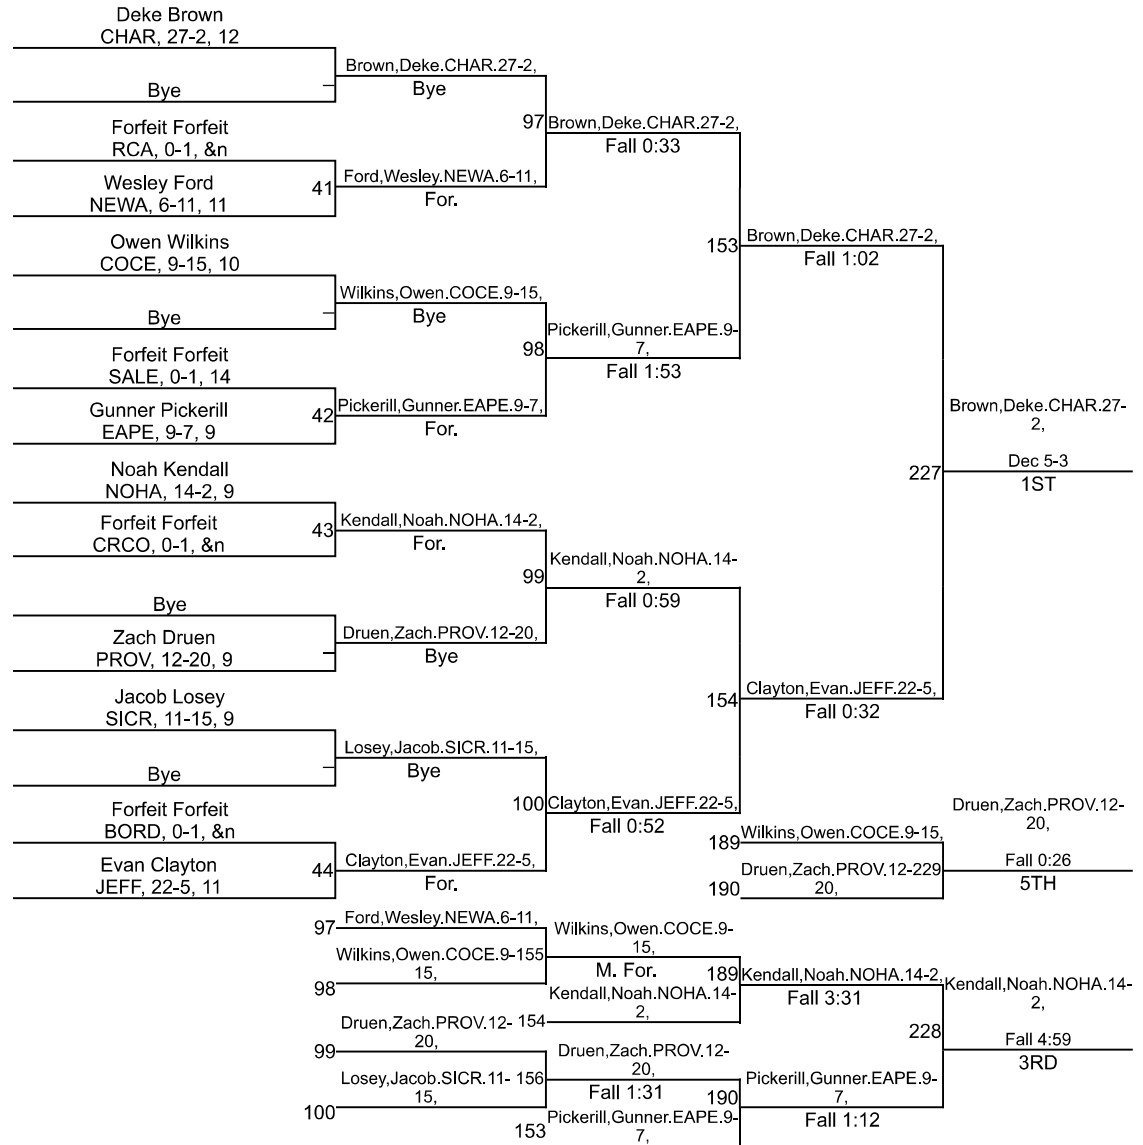 Deke Brown
CHAR, 27-2, 12
Brown,Deke.CHAR.27-2,
Bye
Bye
97 Brown,Deke.CHAR.27-2,
Fall 0:33
Forfeit Forfeit
RCA, 0-1, &n
41 Ford,Wesley.NEWA.6-11,
For.
Wesley Ford
NEWA, 6-11, 11
153 Brown,Deke.CHAR.27-2,
Fall 1:02
Owen Wilkins
COCE, 9-15, 10
Wilkins,Owen.COCE.9-15,
Bye
Bye
98 Pickerill,Gunner.EAPE.9-
7,
Fall 1:53
Forfeit Forfeit
SALE, 0-1, 14
42 Pickerill,Gunner.EAPE.9-7,
For.
Gunner Pickerill
EAPE, 9-7, 9
Brown,Deke.CHAR.27-
2,
227 Dec 5-3
1ST
Noah Kendall
NOHA, 14-2, 9
43 Kendall,Noah.NOHA.14-2,
For.
Forfeit Forfeit
CRCO, 0-1, &n
99 Kendall,Noah.NOHA.14-
2,
Fall 0:59
Bye
Druen,Zach.PROV.12-20,
Bye
Zach Druen
PROV, 12-20, 9
154 Clayton,Evan.JEFF.22-5,
Fall 0:32
Jacob Losey
SICR, 11-15, 9
Losey,Jacob.SICR.11-15,
Bye
Bye
100 Clayton,Evan.JEFF.22-5,
Fall 0:52
Forfeit Forfeit
BORD, 0-1, &n
44 Clayton,Evan.JEFF.22-5,
For.
Evan Clayton
JEFF, 22-5, 11
189 Wilkins,Owen.COCE.9-15,
Druen,Zach.PROV.12-229
190 20,
Druen,Zach.PROV.12-
20,
Fall 0:26
5TH
97 Ford,Wesley.NEWA.6-11,
Wilkins,Owen.COCE.9-155
98 15,
Wilkins,Owen.COCE.9-
15,
M. For.
Kendall,Noah.NOHA.14-
154 2,
189 Kendall,Noah.NOHA.14-2,
Fall 3:31
Kendall,Noah.NOHA.14-
2,
228 Fall 4:59
3RD
Druen,Zach.PROV.12-
99 20,
Losey,Jacob.SICR.11- 156
100 15,
Druen,Zach.PROV.12-
20,
Fall 1:31
Pickerill,Gunner.EAPE.9-
153 7,
190 Pickerill,Gunner.EAPE.9-
7,
Fall 1:12